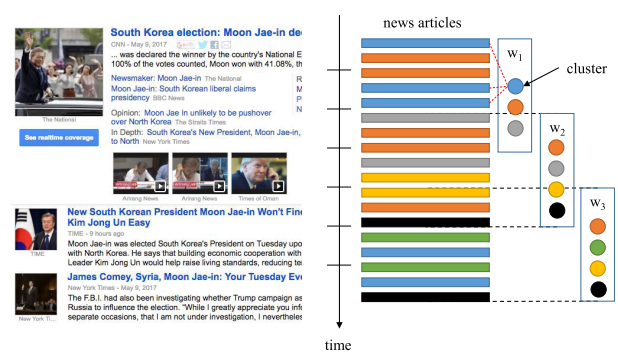 South Korea election: Moon Jae-in de
CNN - May 9, 2017
... was declared the winner by the country's National E
100% of the votes counted, Moon won with 41.08%, th
Newsmaker: Moon Jae-in The National
Moon Jae-in: South Korea's liberal claims
presidency BBC News
R
M
P
N
Opinion: Moon Jae in unlikely to be pushover
over North Korea The Straits Times
In Depth: South Korea's New President, Moon Jae-in,
to North New York Times
The National
See realtime coverage
Arirang News
Arirang News
Times of Oman
New South Korean President Moon Jae-in Won't Fin
Kim Jong Un Easy
TIME - 9 hours ago
Moon Jae-in was elected South Korea's President on Tuesday upo
with North Korea. He says that building economic cooperation with
Leader Kim Jong Un would help raise living standards, reducing te
TIME
James Comey, Syria, Moon Jae-in: Your Tuesday Eve
New York Times - May 9, 2017
The F.B.I. had also been investigating whether Trump campaign as
Russia to influence the election. "While I greatly appreciate you inf
separate occasions, that I am not under investigation, I nevertheles
New York Ti...
news articles
w1
cluster
w2
w3
time